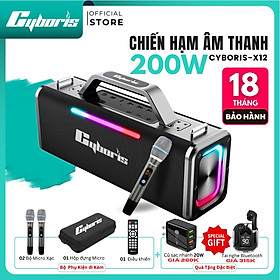 Cyboris
OFFICIAL
STORE
CHIẾN HẠM ÂM THANH
200W
CYBORIS-X12
18
THÁNG
BẢO HÀNH
Cyboris
SPECIAL
GIFT
02 Bộ Micro Xạc
01 Hộp đựng Micro
01 Điều khiển
Củ sạc nhanh 20W
GIÁ 280K
Tai nghe Bluetooth
GIÁ 315K
Bộ Phụ Kiện đi kèm
Quà Tặng Đặc Biệt